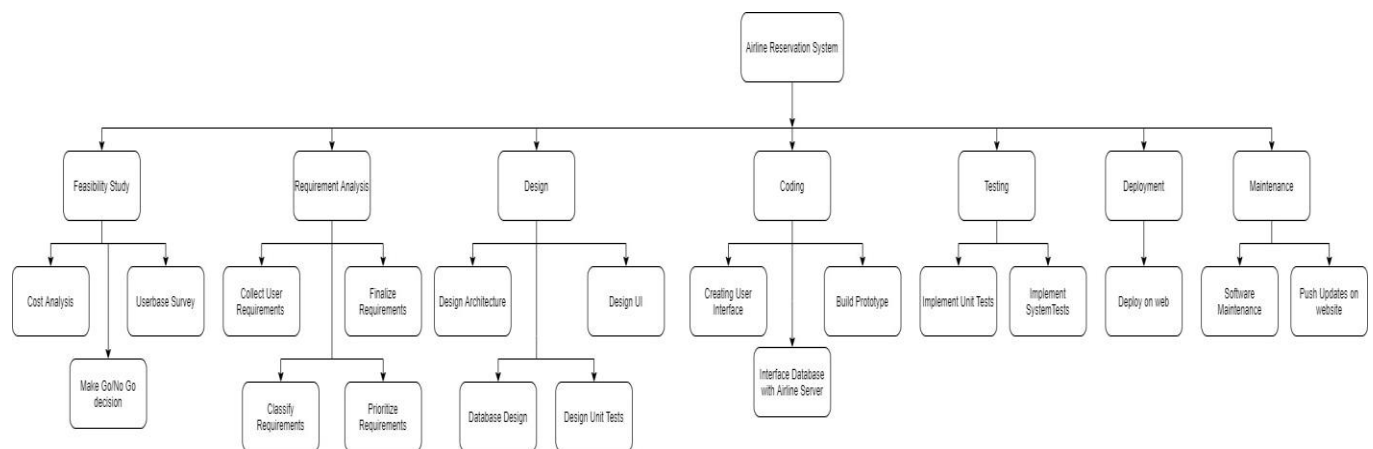 Airline Reservation System
Feasibility Study
Requirement Analysis
Design
Coding
Testing
Deployment
Maintenance
Cost Analysis
Userbase Survey
Collect User
Requirements
Finalize
Requirements
Design Architecture
Design UI
Creating User
Interface
Build Prototype
Implement Unit Tests
Implement
SystemTests
Deploy on web
Software
Maintenance
Push Updates on
website
Make Go/No Go
decision
Classify
Requirements
Prioritize
Requirements
Database Design
Design Unit Tests
Interface Database
with Airline Server